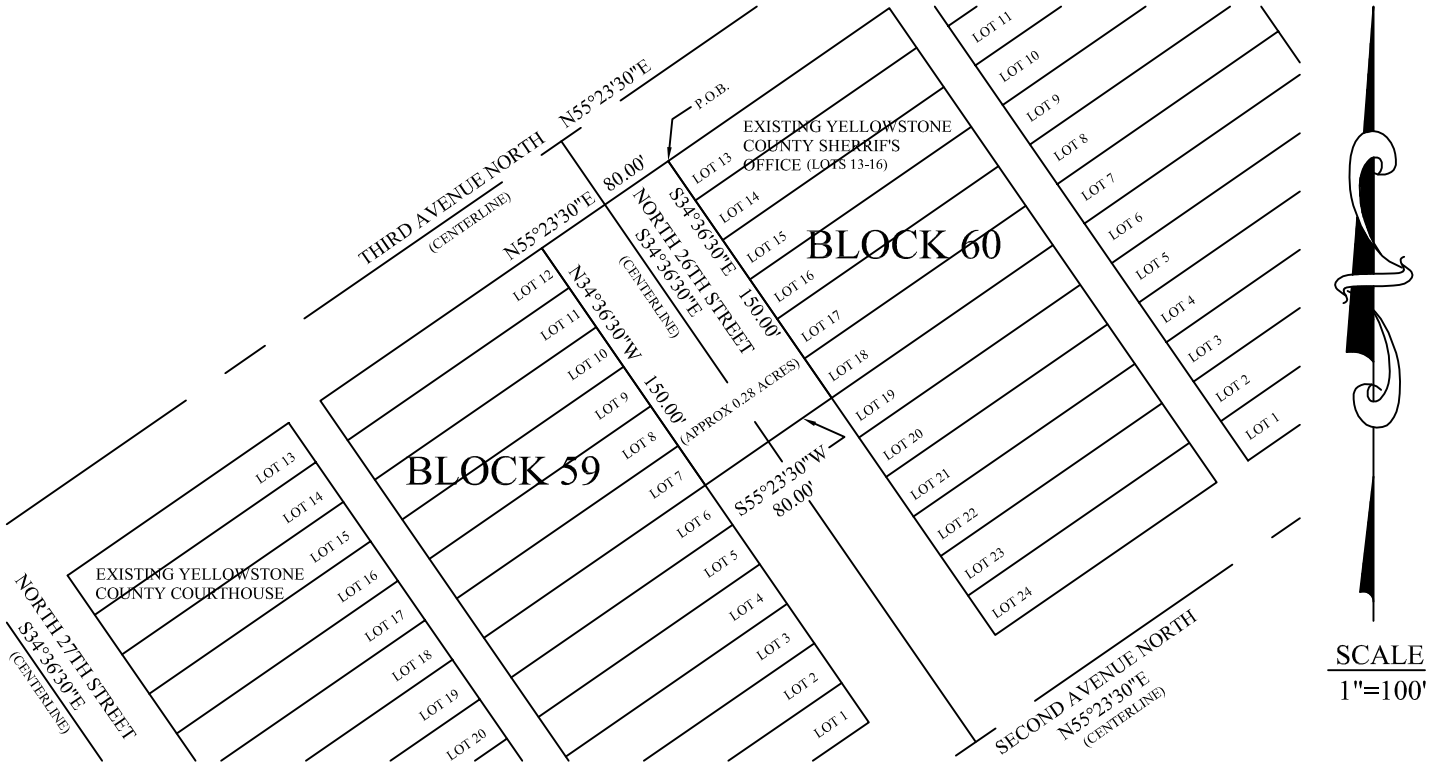 THIRD AVENUE NORTH
(CENTERLINE)
N55°23'30"E
N55°23'30"E
80.00'
P.O.B.
EXISTING YELLOWSTONE
COUNTY SHERRIF'S
OFFICE (LOTS 13-16)
BLOCK 60
S34°36'30"E
150.00'
NORTH 26TH STREET
S34°36'30"E
(CENTERLINE)
N34°36'30"W
150.00'
(APPROX 0.28 ACRES)
S55°23'30"W
80.00'
LOT 13
LOT 14
LOT 15
LOT 16
LOT 17
LOT 18
LOT 19
LOT 20
LOT 21
LOT 22
LOT 23
LOT 24
LOT 11
LOT 10
LOT 9
LOT 8
LOT 7
LOT 6
LOT 5
LOT 4
LOT 3
LOT 2
LOT 1
BLOCK 59
LOT 12
LOT 11
LOT 10
LOT 9
LOT 8
LOT 7
LOT 6
LOT 5
LOT 4
LOT 3
LOT 2
LOT 1
LOT 13
LOT 14
LOT 15
LOT 16
LOT 17
LOT 18
LOT 19
LOT 20
EXISTING YELLOWSTONE
COUNTY COURTHOUSE
NORTH 27TH STREET
S34°36'30"E
(CENTERLINE)
SECOND AVENUE NORTH
N55°23'30"E
(CENTERLINE)
SCALE
1"=100'